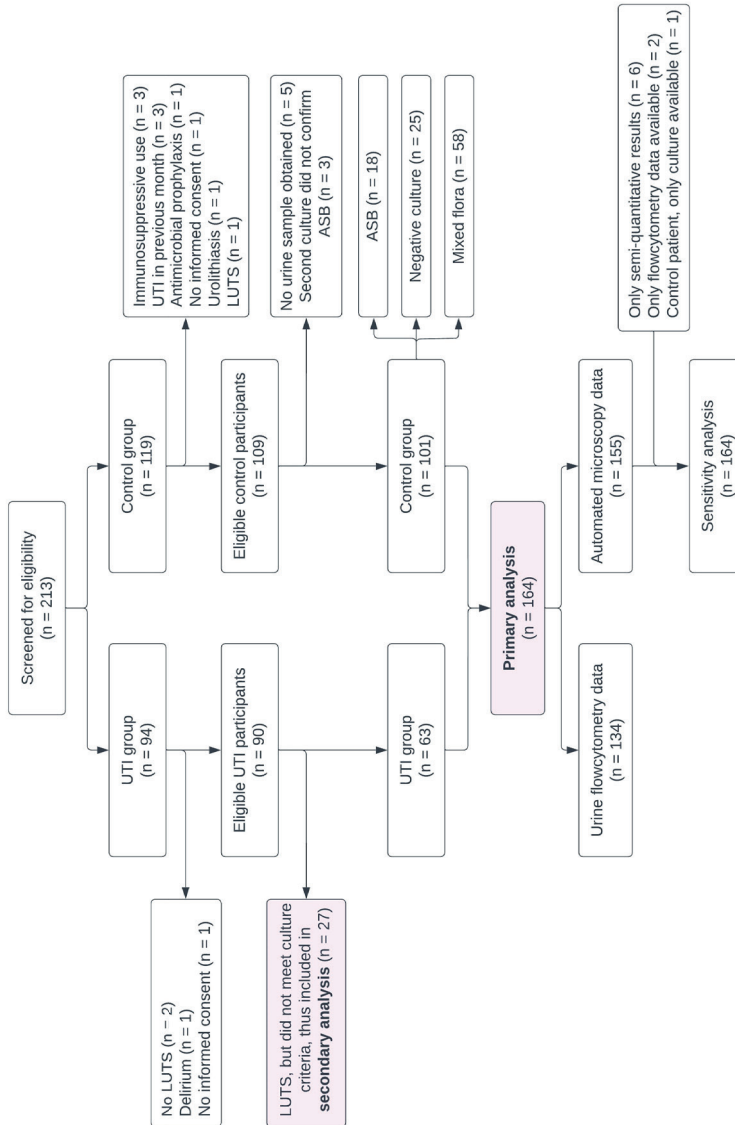 Screened for eligibility
(n = 213)
UTI group
(n = 94)
Control group
(n = 119)
No LUTS (n = 2)
Delirium (n = 1)
No informed consent (n = 1)
Immunosuppressive use (n = 3)
UTI in previous month (n = 3)
Antimicrobial prophylaxis (n = 1)
No informed consent (n = 1)
Urolithiasis (n = 1)
LUTS (n = 1)
Eligible UTI participants
(n = 90)
Eligible control participants
(n = 109)
LUTS, but did not meet culture
criteria, thus included in
secondary analysis (n = 27)
No urine sample obtained (n = 5)
Second culture did not confirm
ASB (n = 3)
UTI group
(n = 63)
Control group
(n = 101)
ASB (n = 18)
Negative culture (n = 25)
Mixed flora (n = 58)
Primary analysis
(n = 164)
Urine flowcytometry data
(n = 134)
Automated microscopy data
(n = 155)
Only semi-quantitative results (n = 6)
Only flowcytometry data available (n = 2)
Control patient, only culture available (n = 1)
Sensitivity analysis
(n = 164)